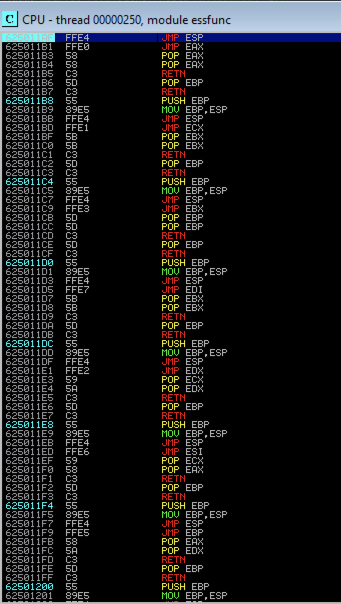 C CPU - thread 00000250, module essfunc
625011AF FFE4 JMP ESP
625011B1 FFE0 JMP EAX
625011B3 58 POP EAX
625011B4 58 POP EAX
625011B5 C3 RETN
625011B6 5D POP EBP
625011B7 C3 RETN
625011B8 55 PUSH EBP
625011B9 89E5 MOV EBP,ESP
625011BB FFE4 JMP ESP
625011BD FFE1 JMP ECX
625011BF 5B POP EBX
625011C0 5B POP EBX
625011C1 C3 RETN
625011C2 5D POP EBP
625011C3 C3 RETN
625011C4 55 PUSH EBP
625011C5 89E5 MOV EBP,ESP
625011C7 FFE4 JMP ESP
625011C9 FFE3 JMP EBX
625011CB 5D POP EBP
625011CC 5D POP EBP
625011CD C3 RETN
625011CE 5D POP EBP
625011CF C3 RETN
625011D0 55 PUSH EBP
625011D1 89E5 MOV EBP,ESP
625011D3 FFE4 JMP ESP
625011D5 FFE7 JMP EDI
625011D7 5B POP EBX
625011D8 5B POP EBX
625011D9 C3 RETN
625011DA 5D POP EBP
625011DB C3 RETN
625011DC 55 PUSH EBP
625011DD 89E5 MOV EBP,ESP
625011DF FFE4 JMP ESP
625011E1 FFE2 JMP EDX
625011E3 59 POP ECX
625011E4 5A POP EDX
625011E5 C3 RETN
625011E6 5D POP EBP
625011E7 C3 RETN
625011E8 55 PUSH EBP
625011E9 89E5 MOV EBP,ESP
625011EB FFE4 JMP ESP
625011ED FFE6 JMP ESI
625011EF 59 POP ECX
625011F0 58 POP EAX
625011F1 C3 RETN
625011F2 5D POP EBP
625011F3 C3 RETN
625011F4 55 PUSH EBP
625011F5 89E5 MOV EBP,ESP
625011F7 FFE4 JMP ESP
625011F9 FFE5 JMP EBP
625011FB 58 POP EAX
625011FC 5A POP EDX
625011FD C3 RETN
625011FE 5D POP EBP
625011FF C3 RETN
62501200 55 PUSH EBP
62501201 89E5 MOV EBP,ESP